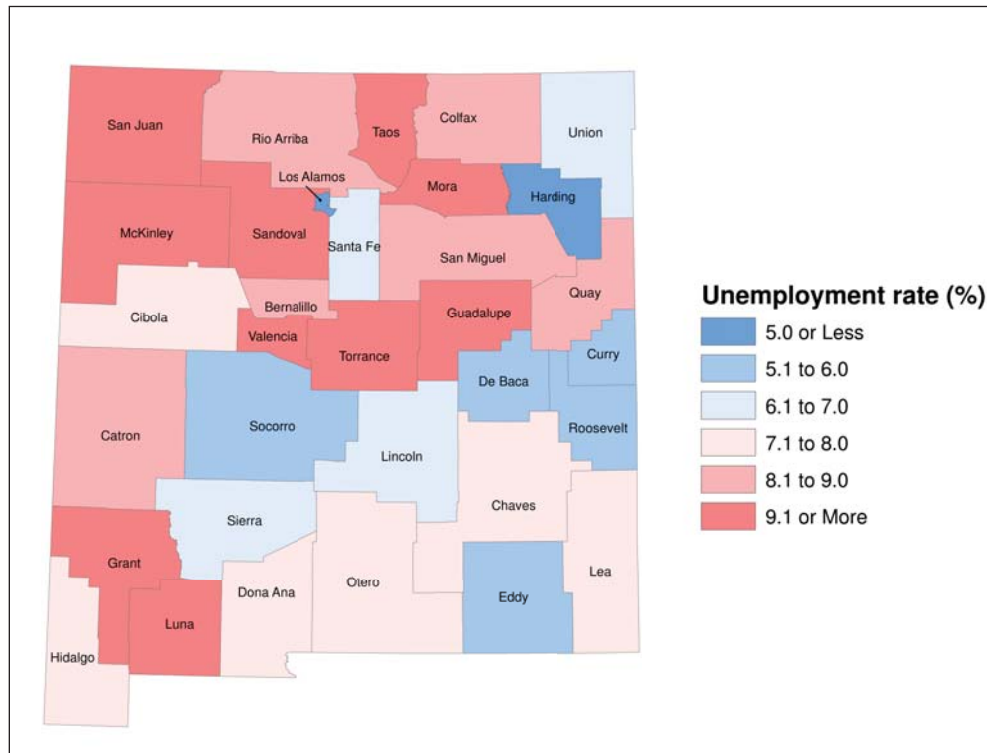 San Juan
Rio Arriba
Taos
Colfax
Union
Los Alamos
Mora
Harding
McKinley
Sandoval
Santa Fe
San Miguel
Quay
Cibola
Bernalillo
Valencia
Torrance
Guadalupe
Curry
De Baca
Roosevelt
Catron
Socorro
Lincoln
Chaves
Sierra
Grant
Luna
Dona Ana
Otero
Eddy
Lea
Hidalgo
Unemployment rate (%)
5.0 or Less
5.1 to 6.0
6.1 to 7.0
7.1 to 8.0
8.1 to 9.0
9.1 or More